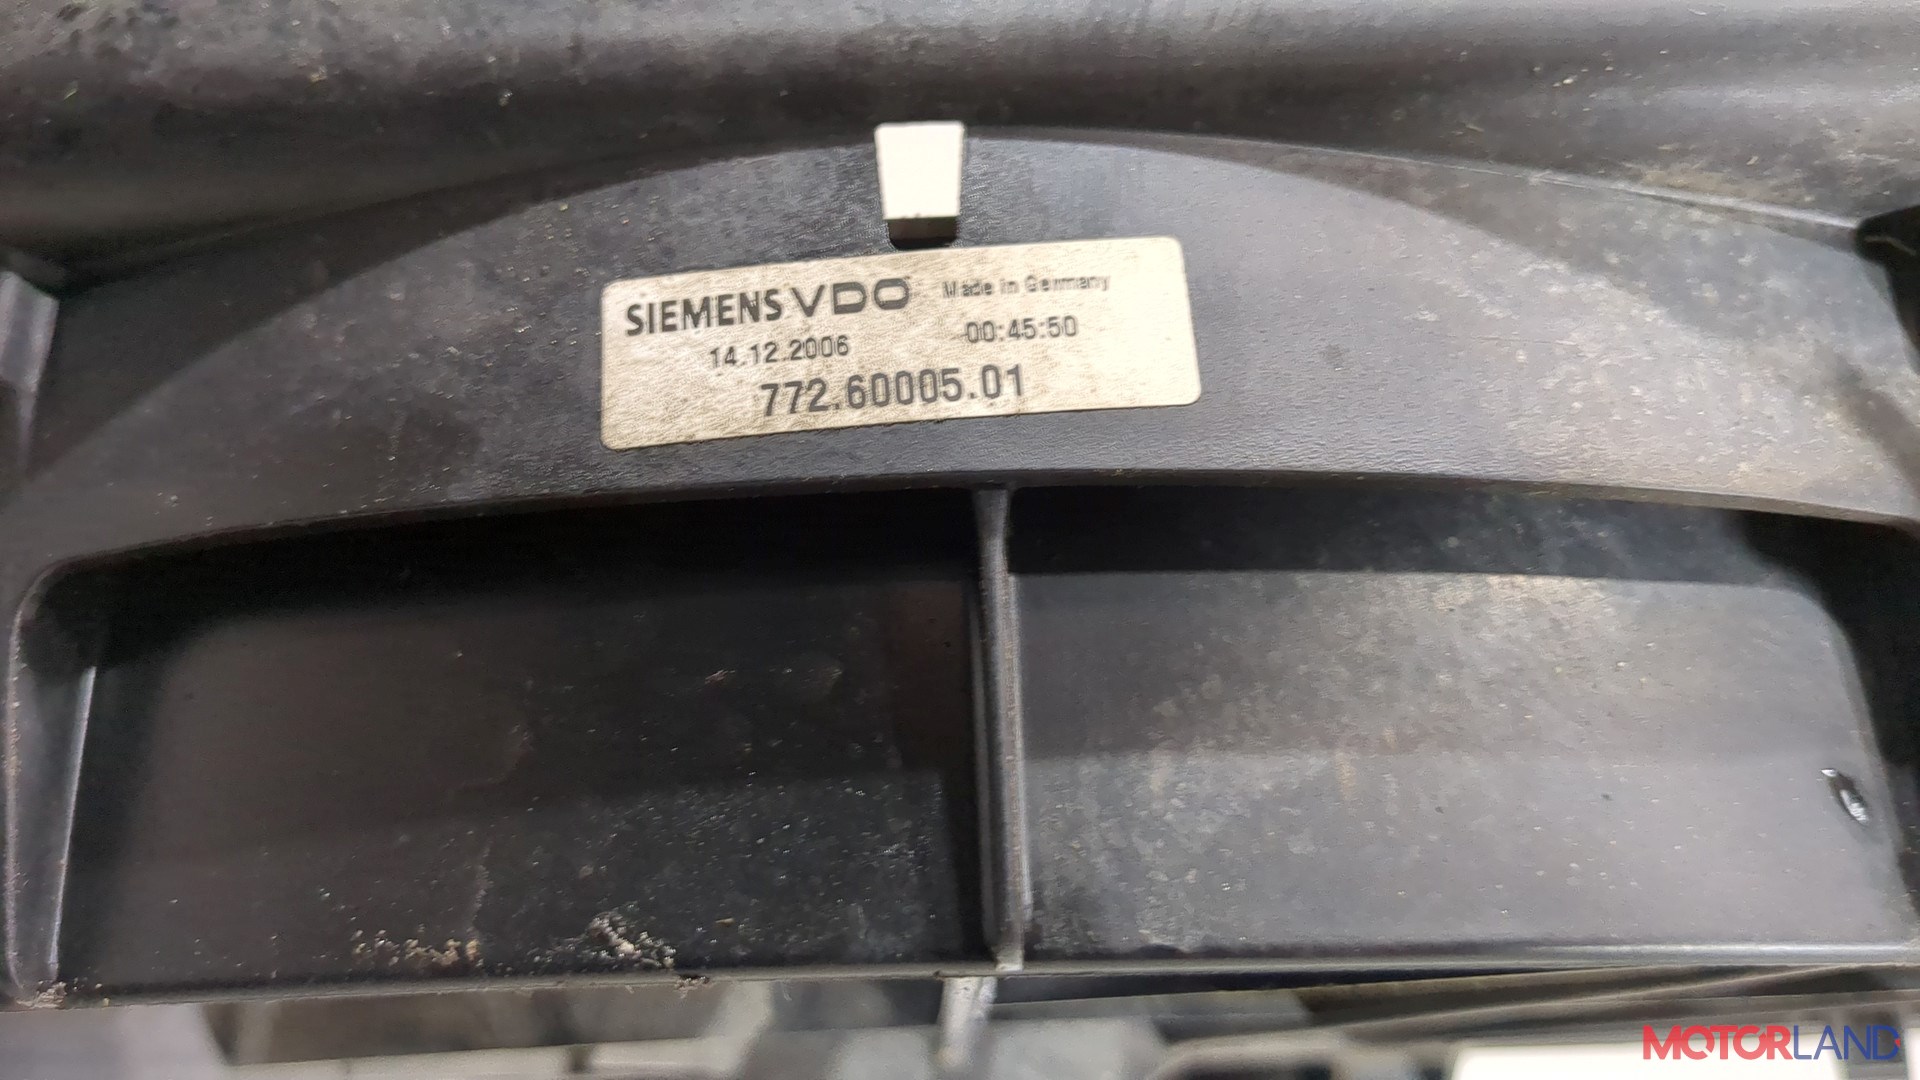 SIEMENS VDO Made in Germany
14.12.2006 00:45:50
772.60005.01
MOTORLAND